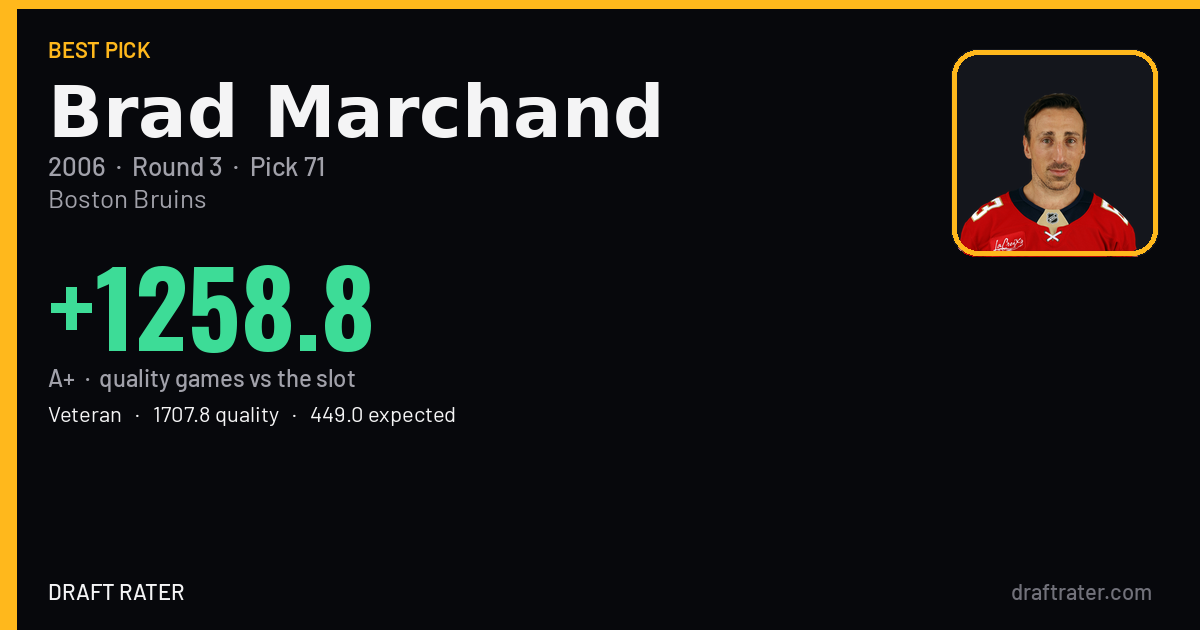 BEST PICK
Brad Marchand
2006 · Round 3 · Pick 71
Boston Bruins
+1258.8
A+ · quality games vs the slot
Veteran · 1707.8 quality · 449.0 expected
DRAFT RATER
draftrater.com